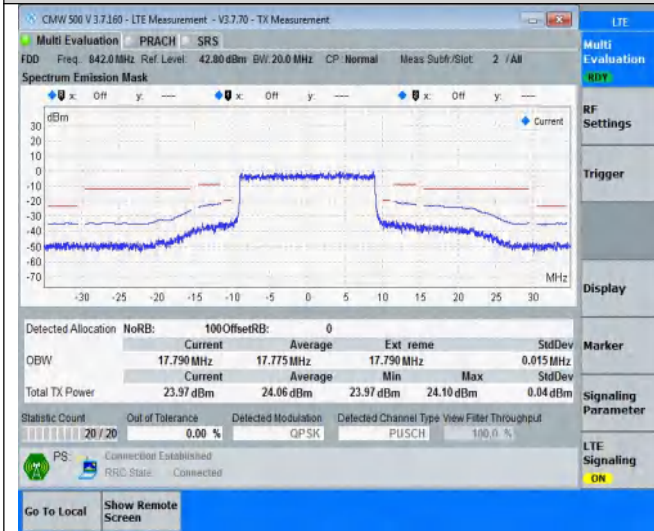 CMW 500 V 3.7.160 - LTE Measurement - V3.7.70 - TX Measurement
LTE
Multi Evaluation PRACH SRS
FDD Freq. 842.0 MHz Ref. Level: 42.80 dBm BW: 20.0 MHz CP: Normal Meas Subfr./Slot: 2 / All
Spectrum Emission Mask
x: Off y: --- x: Off y: --- x: Off y: ---
dBm
Current
30
20
10
0
-10
-20
-30
-40
-50
-60
-70
MHz
-30 -25 -20 -15 -10 -5 0 5 10 15 20 25 30
Detected Allocation NoRB: 100 OffsetRB: 0
Current Average Ext reme StdDev
OBW 17.790 MHz 17.775 MHz 17.790 MHz 0.015 MHz
Current Average Min Max StdDev
Total TX Power 23.97 dBm 24.06 dBm 23.97 dBm 24.10 dBm 0.04 dBm
Statistic Count Out of Tolerance Detected Modulation Detected Channel Type View Filter Throughput
20 / 20 0.00 % QPSK PUSCH 100.0 %
PS: Connection Established
RRC State: Connected
Multi
Evaluation
RDY
RF
Settings
Trigger
Display
Marker
Signaling
Parameter
LTE
Signaling
ON
Go To Local
Show Remote
Screen